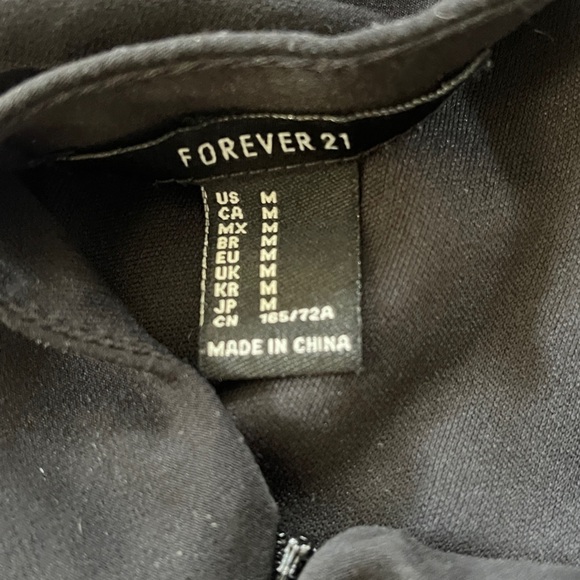 FOREVER 21
US M
CA M
MX M
BR M
EU M
UK M
KR M
JP M
CN 165/72A
MADE IN CHINA